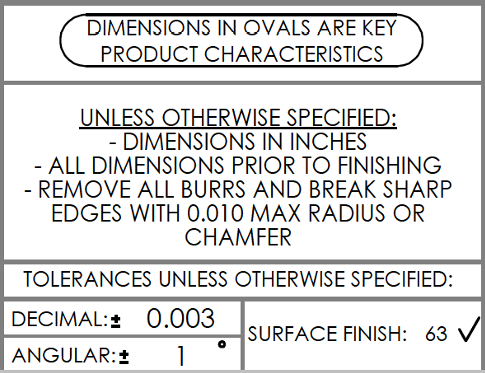 DIMENSIONS IN OVALS ARE KEY
PRODUCT CHARACTERISTICS
UNLESS OTHERWISE SPECIFIED:
- DIMENSIONS IN INCHES
- ALL DIMENSIONS PRIOR TO FINISHING
- REMOVE ALL BURRS AND BREAK SHARP
EDGES WITH 0.010 MAX RADIUS OR
CHAMFER
TOLERANCES UNLESS OTHERWISE SPECIFIED:
DECIMAL: ± 0.003
ANGULAR: ± 1 °
SURFACE FINISH: 63 ✓